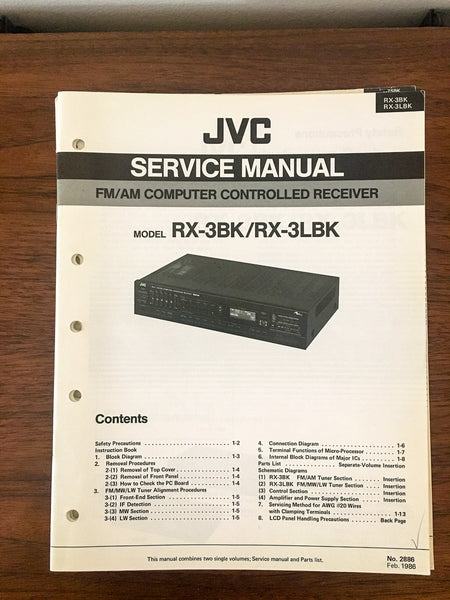 RX-3BK
RX-3LBK
JVC
SERVICE MANUAL
FM/AM COMPUTER CONTROLLED RECEIVER
MODEL RX-3BK/RX-3LBK
JVC
Contents
Safety Precautions 1-2
Instruction Book
1. Block Diagram 1-3
2. Removal Procedures
2-(1) Removal of Top Cover 1-4
2-(2) Removal of Front Panel 1-4
2-(3) How to Check the PC Board 1-4
3. FM/MW/LW Tuner Alignment Procedures
3-(1) Front-End Section 1-5
3-(2) IF Detection 1-5
3-(3) MW Section 1-5
3-(4) LW Section 1-6
4. Connection Diagram 1-6
5. Terminal Functions of Micro-Processor 1-7
6. Internal Block Diagrams of Major ICs 1-8
Parts List Separate-Volume Insertion
Schematic Diagrams
(1) RX-3BK FM/AM Tuner Section Insertion
(2) RX-3LBK FM/MW/LW Tuner Section Insertion
(3) Control Section Insertion
(4) Amplifier and Power Supply Section Insertion
7. Servicing Method for AWG #20 Wires
with Clamping Terminals 1-13
8. LCD Panel Handling Precautions Back Page
This manual combines two single volumes; Service manual and Parts list.
No. 2886
Feb. 1986